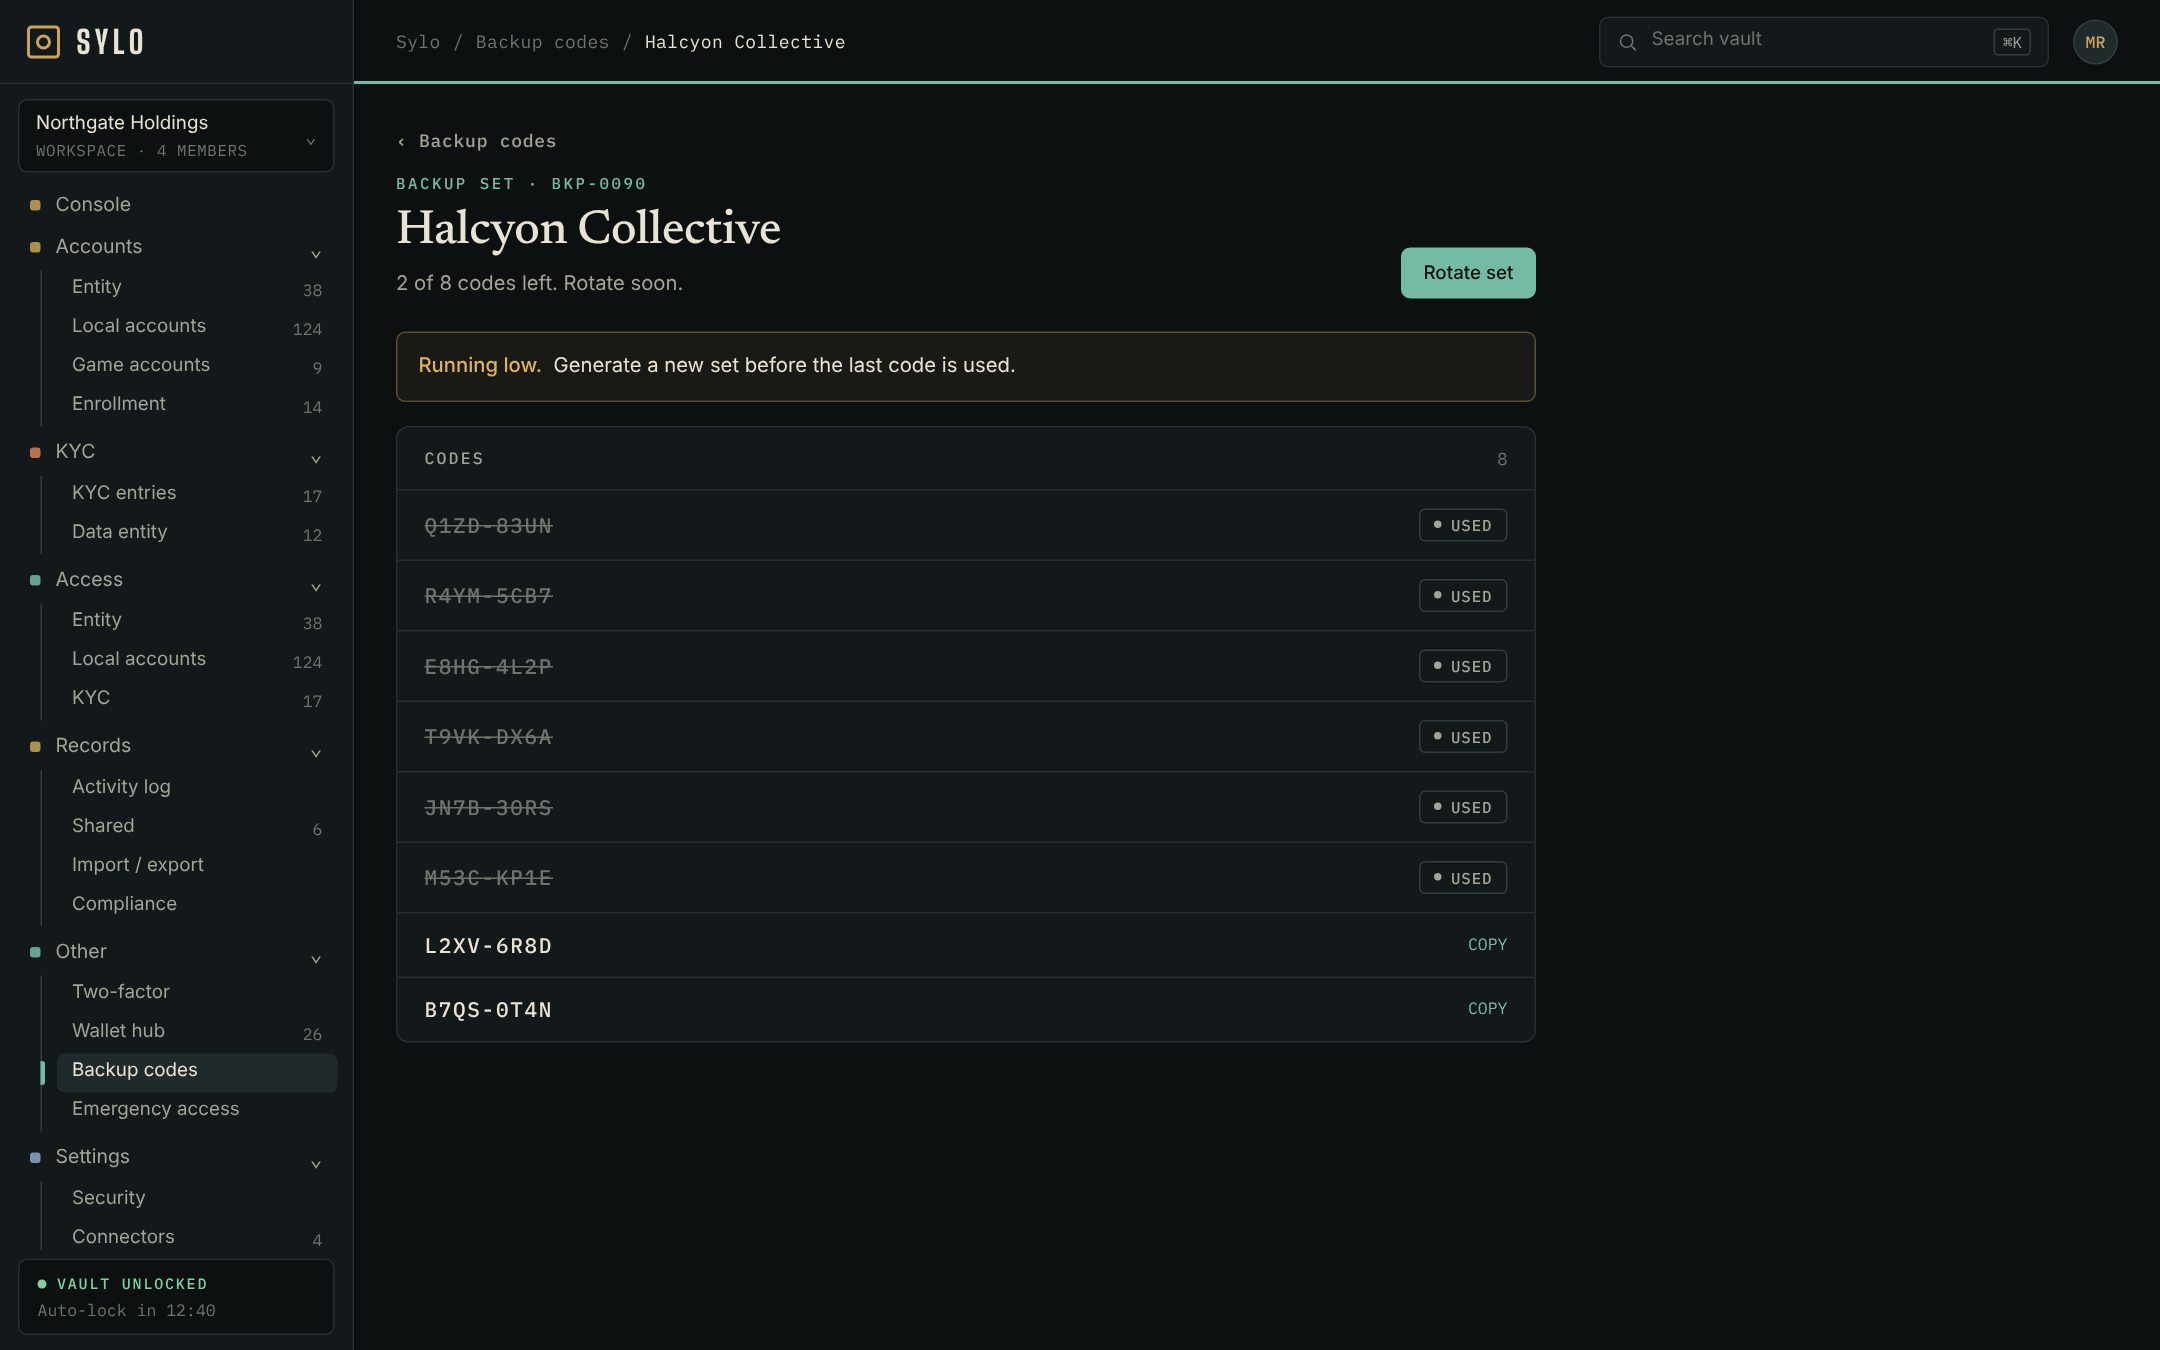 SYLO
Northgate Holdings
WORKSPACE · 4 MEMBERS
Console
Accounts
Entity 38
Local accounts 124
Game accounts 9
Enrollment 14
KYC
KYC entries 17
Data entity 12
Access
Entity 38
Local accounts 124
KYC 17
Records
Activity log
Shared 6
Import / export
Compliance
Other
Two-factor
Wallet hub 26
Backup codes
Emergency access
Settings
Security
Connectors 4
VAULT UNLOCKED
Auto-lock in 12:40
Sylo / Backup codes / Halcyon Collective
Search vault ⌘K
MR
‹ Backup codes
BACKUP SET · BKP-0090
Halcyon Collective
2 of 8 codes left. Rotate soon.
Rotate set
Running low. Generate a new set before the last code is used.
CODES 8
Q1ZD-83UN USED
R4YM-5CB7 USED
E8HG-4L2P USED
T9VK-DX6A USED
JN7B-30RS USED
M53C-KP1E USED
L2XV-6R8D COPY
B7QS-0T4N COPY